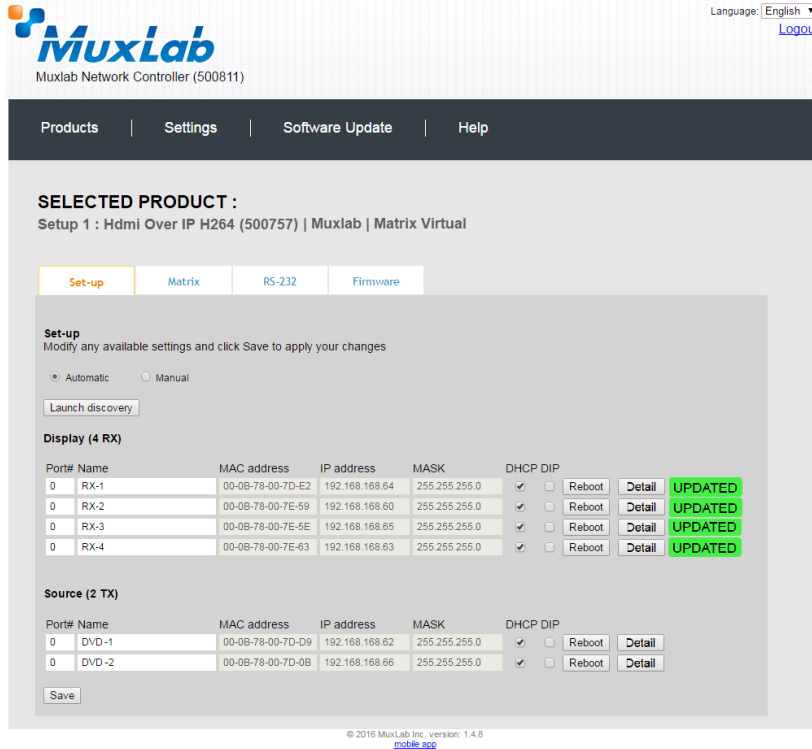 Language: English
Logou
MuxLab
Muxlab Network Controller (500811)
Products | Settings | Software Update | Help
SELECTED PRODUCT :
Setup 1 : Hdmi Over IP H264 (500757) | Muxlab | Matrix Virtual
Set-up Matrix RS-232 Firmware
Set-up
Modify any available settings and click Save to apply your changes
Automatic Manual
Launch discovery
Display (4 RX)
Port# Name MAC address IP address MASK DHCP DIP
0 RX-1 00-0B-78-00-7D-E2 192.168.168.64 255.255.255.0 Reboot Detail UPDATED
0 RX-2 00-0B-78-00-7E-59 192.168.168.60 255.255.255.0 Reboot Detail UPDATED
0 RX-3 00-0B-78-00-7E-5E 192.168.168.65 255.255.255.0 Reboot Detail UPDATED
0 RX-4 00-0B-78-00-7E-63 192.168.168.63 255.255.255.0 Reboot Detail UPDATED
Source (2 TX)
Port# Name MAC address IP address MASK DHCP DIP
0 DVD-1 00-0B-78-00-7D-D9 192.168.168.62 255.255.255.0 Reboot Detail
0 DVD-2 00-0B-78-00-7D-0B 192.168.168.66 255.255.255.0 Reboot Detail
Save
© 2016 MuxLab Inc. version: 1.4.8
mobile app